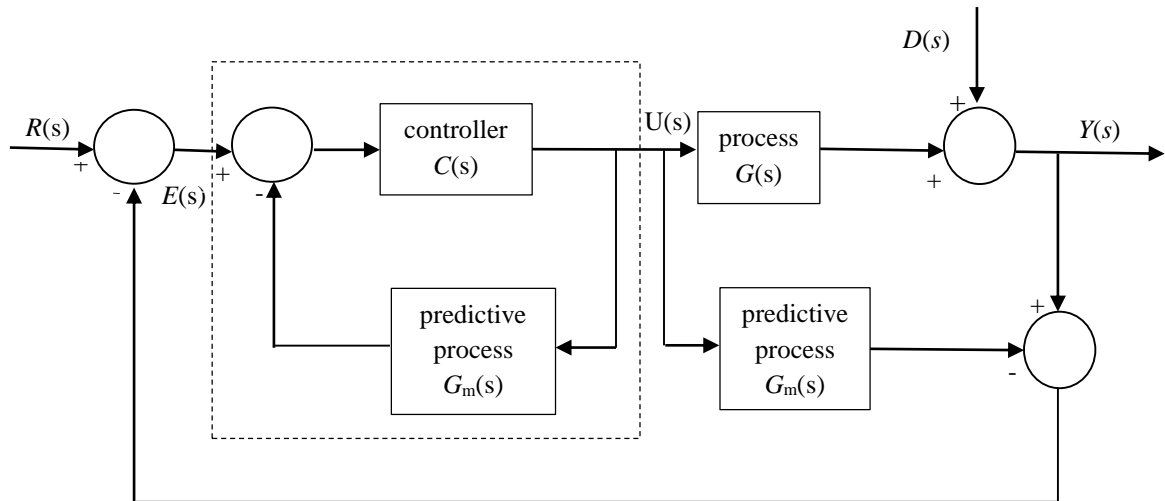 D(s)
+
R(s)
+
-
E(s)
+
-
controller
C(s)
U(s)
process
G(s)
+
Y(s)
predictive
process
Gm(s)
predictive
process
Gm(s)
+
-